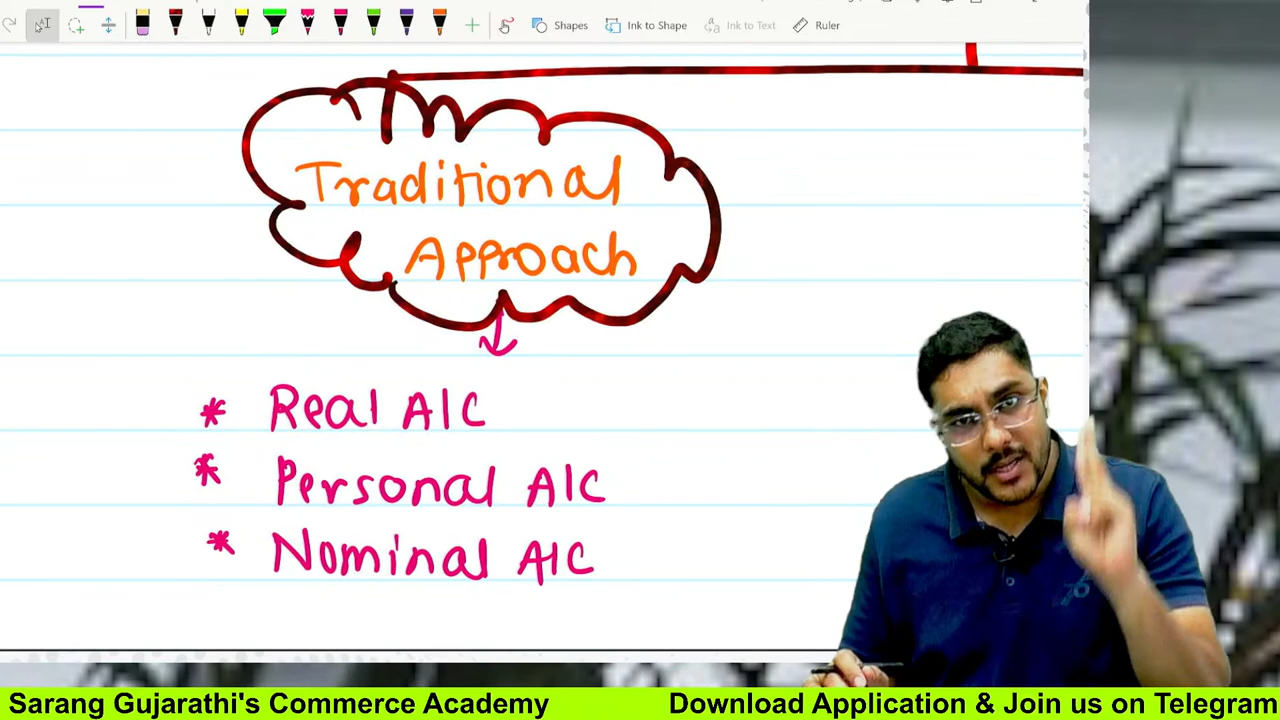 Shapes Ink to Shape Ink to Text Ruler
Traditional
Approach
* Real A/C
* Personal A/C
* Nominal A/C
Sarang Gujarathi's Commerce Academy Download Application & Join us on Telegram